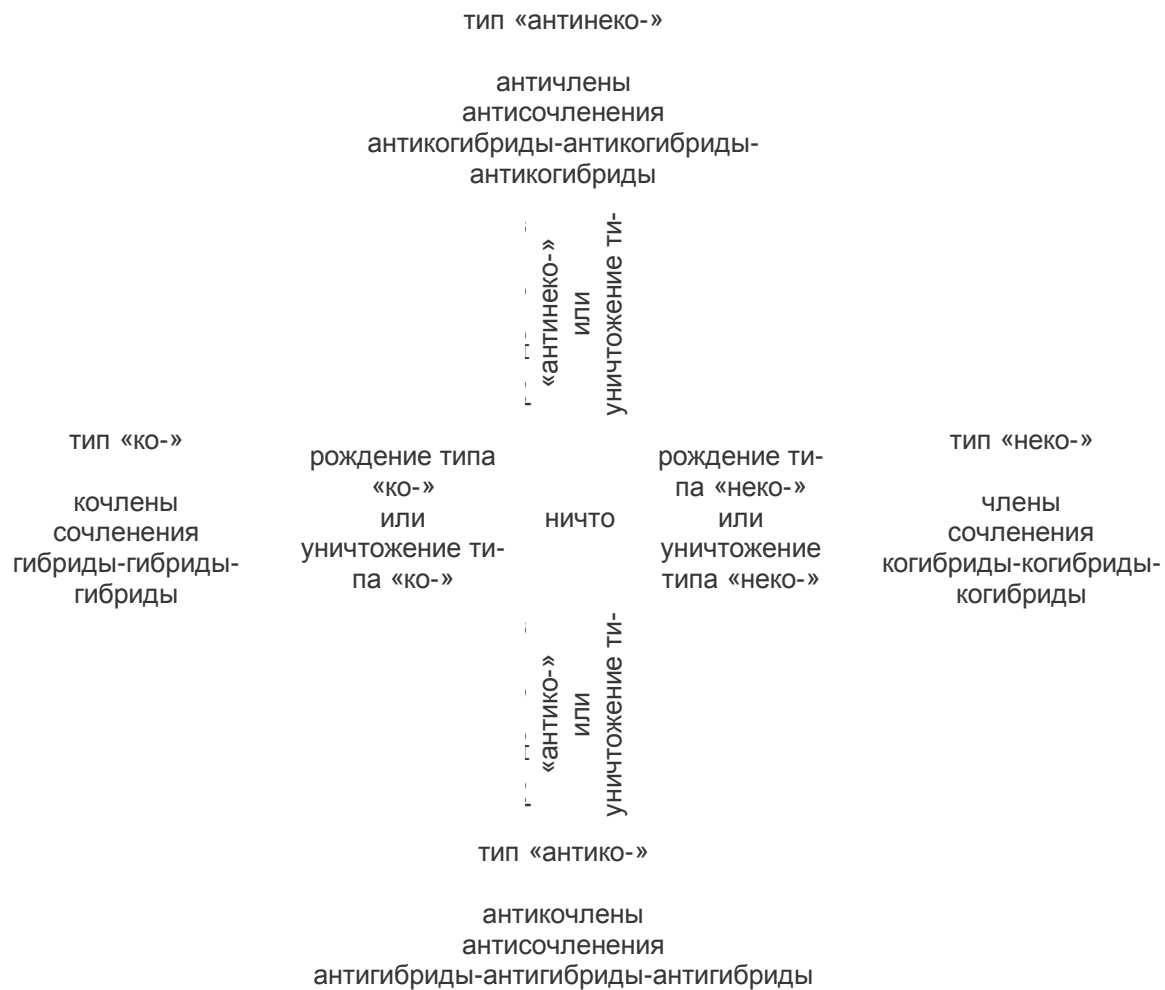 тип «антинеко-»
античлены
антисочленения
антикогибриды-антикогибриды-
антикогибриды
«антинеко-»
или
уничтожение ти-
тип «ко-»
кочлены
сочленения
гибриды-гибриды-
гибриды
рождение типа
«ко-»
или
уничтожение ти-
па «ко-»
ничто
рождение ти-
па «неко-»
или
уничтожение
типа «неко-»
тип «неко-»
члены
сочленения
когибриды-когибриды-
когибриды
«антико-»
или
уничтожение ти-
тип «антико-»
антикочлены
антисочленения
антигибриды-антигибриды-антигибриды